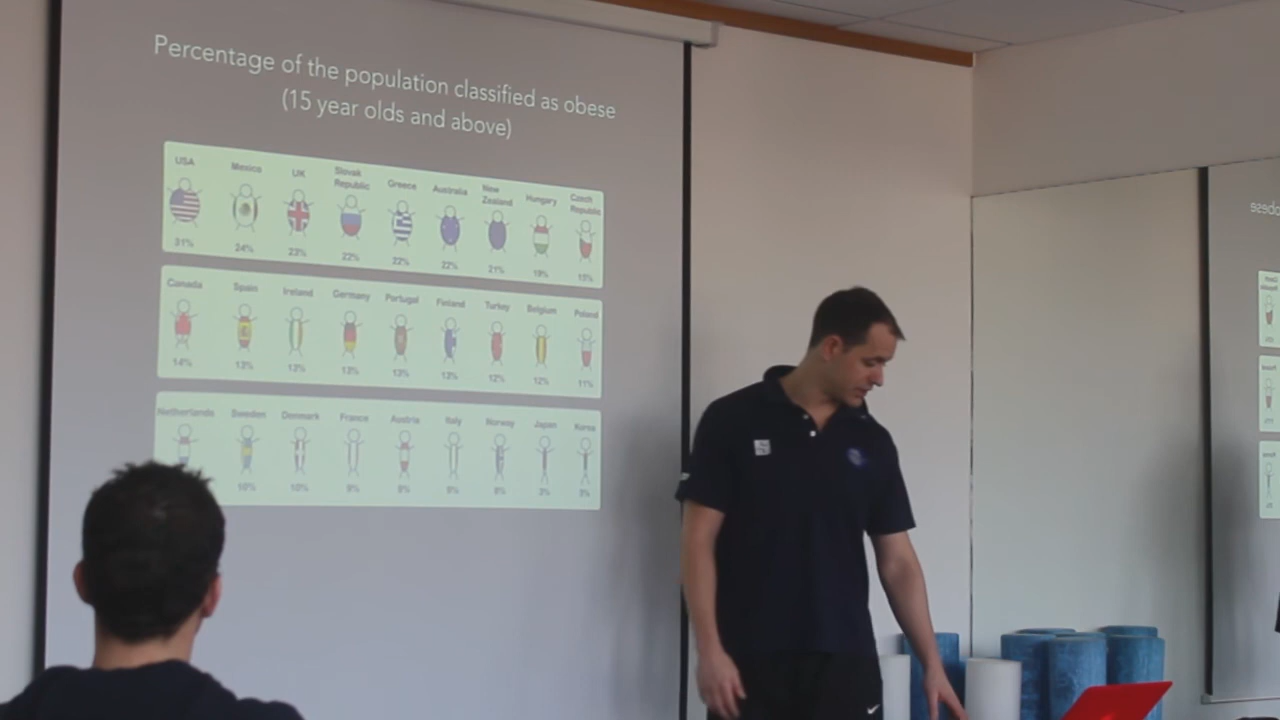 Percentage of the population classified as obese
(15 year olds and above)
USA Mexico UK Slovak Republic Greece Australia New Zealand Hungary Czech Republic
31% 24% 23% 22% 22% 22% 21% 19%
Canada Spain Ireland Germany Portugal Finland Turkey Belgium Poland
14% 13% 13% 13% 13% 13% 12% 12% 11%
Netherlands Sweden Denmark France Austria Italy Norway Japan Korea
10% 10% 9% 9% 9% 8% 3% 3%